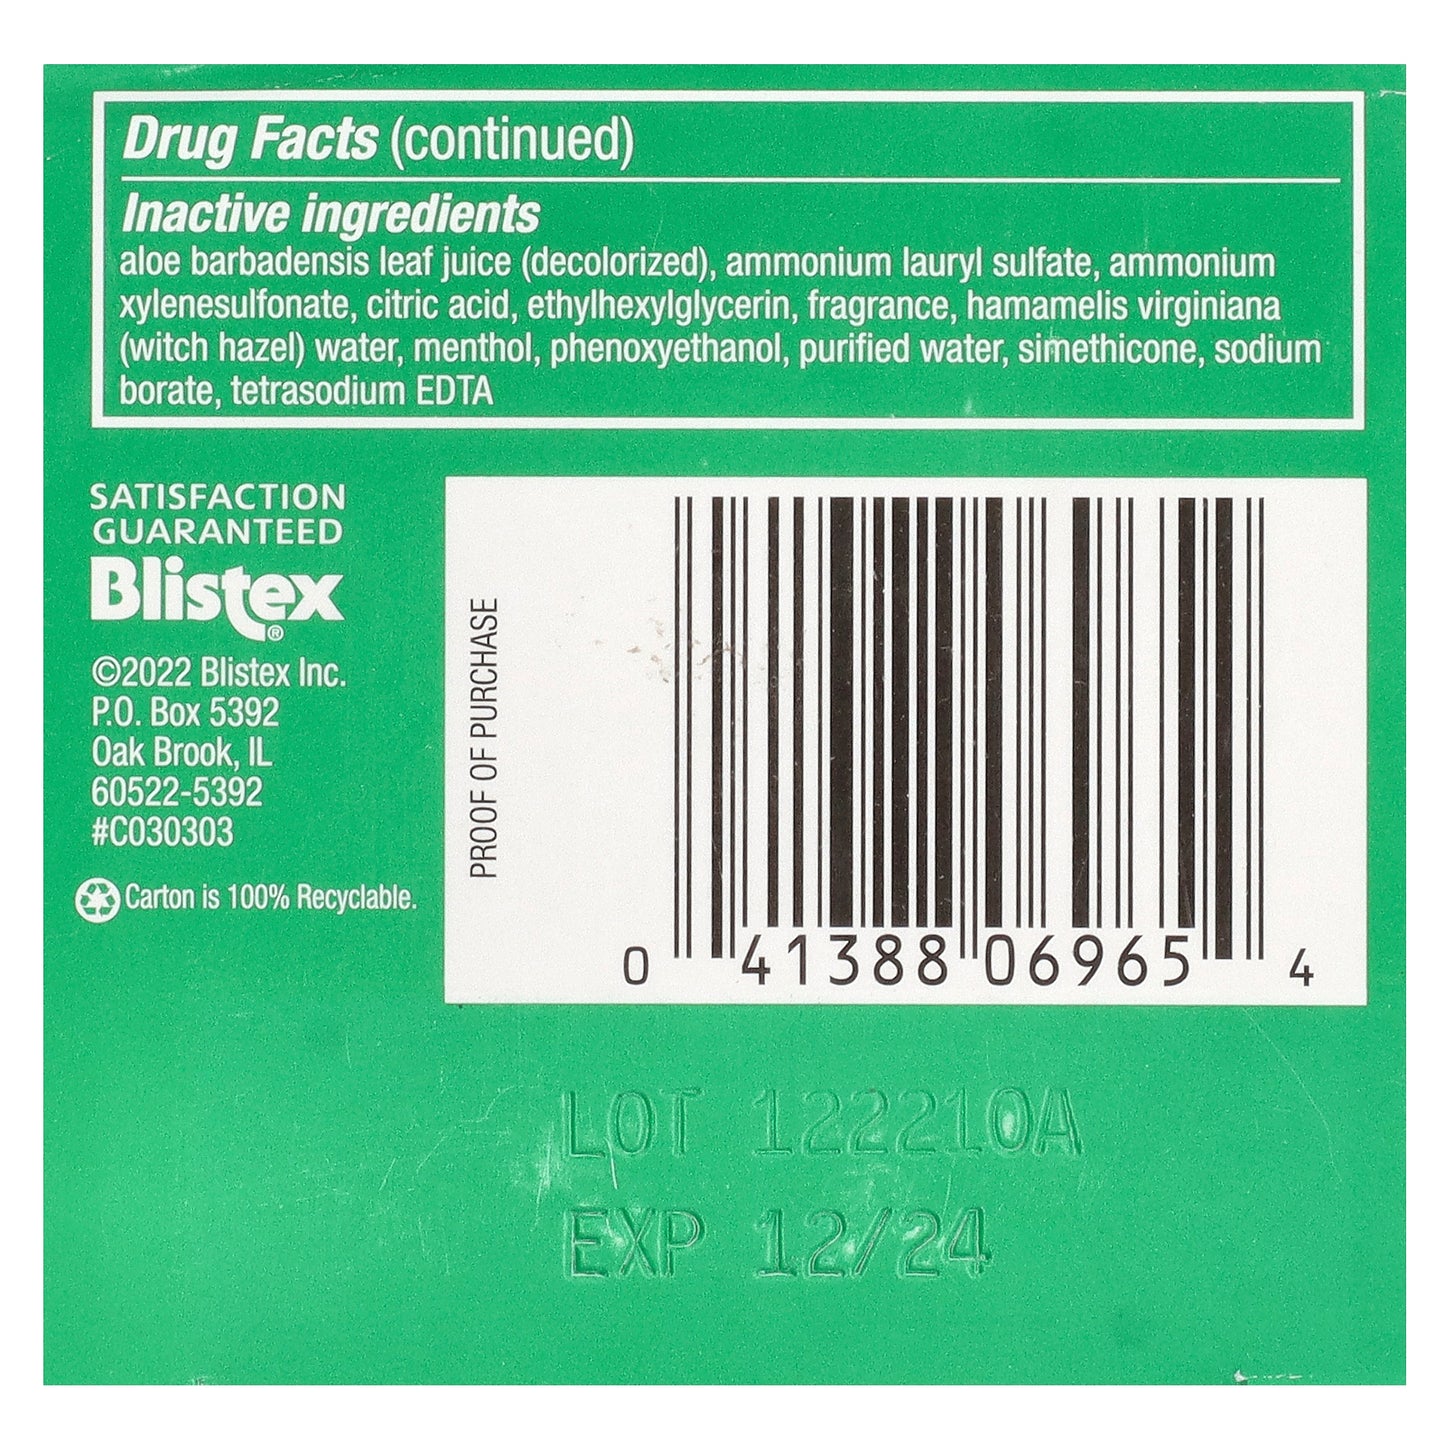 Drug Facts (continued)
Inactive ingredients
aloe barbadensis leaf juice (decolorized), ammonium lauryl sulfate, ammonium
xylenesulfonate, citric acid, ethylhexylglycerin, fragrance, hamamelis virginiana
(witch hazel) water, menthol, phenoxyethanol, purified water, simethicone, sodium
borate, tetrasodium EDTA
SATISFACTION
GUARANTEED
Blistex®
©2022 Blistex Inc.
P.O. Box 5392
Oak Brook, IL
60522-5392
#C030303
Carton is 100% Recyclable.
PROOF OF PURCHASE
0 41388 06965 4
LOT 122210A
EXP 12/24